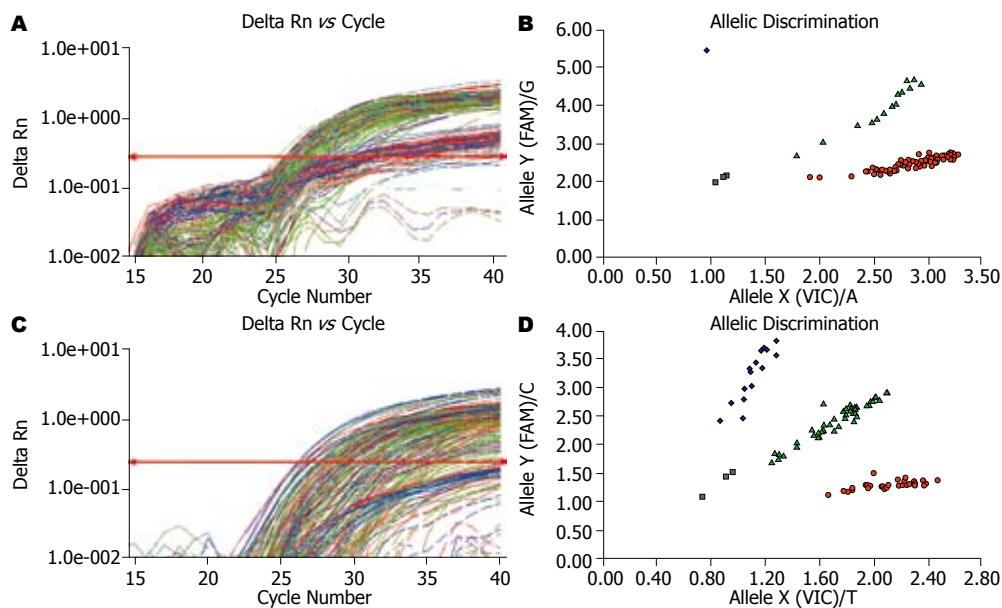 A
Delta Rn vs Cycle
1.0e+001
1.0e+000
1.0e-001
1.0e-002
Delta Rn
15 20 25 30 35 40
Cycle Number
B
Allelic Discrimination
6.00
5.00
4.00
3.00
2.00
1.00
0.00
Allele Y (FAM)/G
0.00 0.50 1.00 1.50 2.00 2.50 3.00 3.50
Allele X (VIC)/A
C
Delta Rn vs Cycle
1.0e+001
1.0e+000
1.0e-001
1.0e-002
Delta Rn
15 20 25 30 35 40
Cycle Number
D
Allelic Discrimination
4.00
3.50
3.00
2.50
2.00
1.50
1.00
0.50
0.00
Allele Y (FAM)/C
0.00 0.40 0.80 1.20 1.60 2.00 2.40 2.80
Allele X (VIC)/T